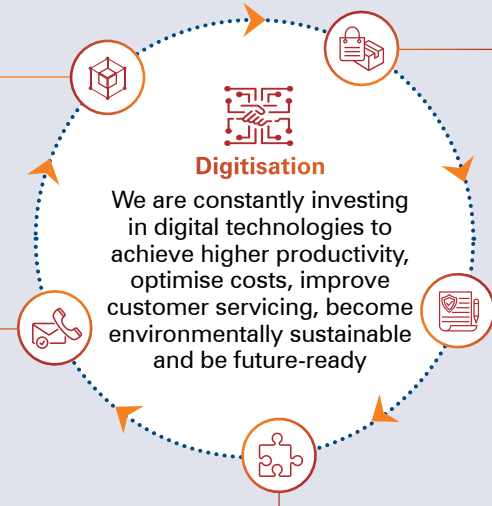 Digitisation
We are constantly investing
in digital technologies to
achieve higher productivity,
optimise costs, improve
customer servicing, become
environmentally sustainable
and be future-ready